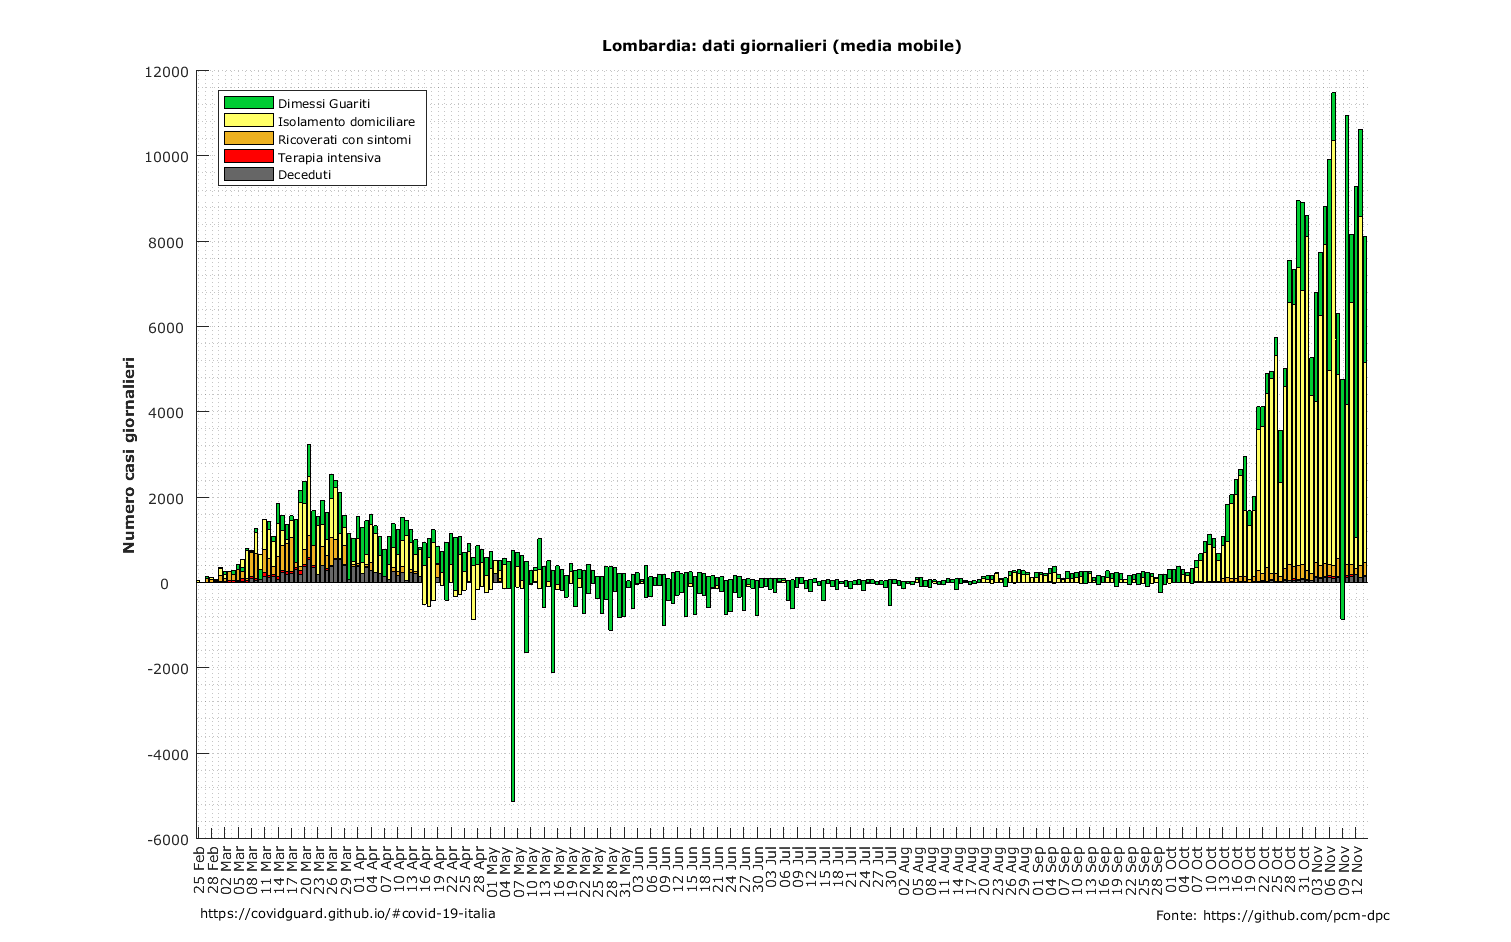 Lombardia: dati giornalieri (media mobile)
Numero casi giornalieri
12000
10000
8000
6000
4000
2000
0
-2000
-4000
-6000
Dimessi Guariti
Isolamento domiciliare
Ricoverati con sintomi
Terapia intensiva
Deceduti
25 Feb
28 Feb
02 Mar
05 Mar
08 Mar
11 Mar
14 Mar
17 Mar
20 Mar
23 Mar
26 Mar
29 Mar
01 Apr
04 Apr
07 Apr
10 Apr
13 Apr
16 Apr
19 Apr
22 Apr
25 Apr
28 Apr
01 May
04 May
07 May
10 May
13 May
16 May
19 May
22 May
25 May
28 May
31 May
03 Jun
06 Jun
09 Jun
12 Jun
15 Jun
18 Jun
21 Jun
24 Jun
27 Jun
30 Jun
03 Jul
06 Jul
09 Jul
12 Jul
15 Jul
18 Jul
21 Jul
24 Jul
27 Jul
30 Jul
02 Aug
05 Aug
08 Aug
11 Aug
14 Aug
17 Aug
20 Aug
23 Aug
26 Aug
29 Aug
01 Sep
04 Sep
07 Sep
10 Sep
13 Sep
16 Sep
19 Sep
22 Sep
25 Sep
28 Sep
01 Oct
04 Oct
07 Oct
10 Oct
13 Oct
16 Oct
19 Oct
22 Oct
25 Oct
28 Oct
31 Oct
03 Nov
06 Nov
09 Nov
12 Nov
https://covidguard.github.io/#covid-19-italia
Fonte: https://github.com/pcm-dpc